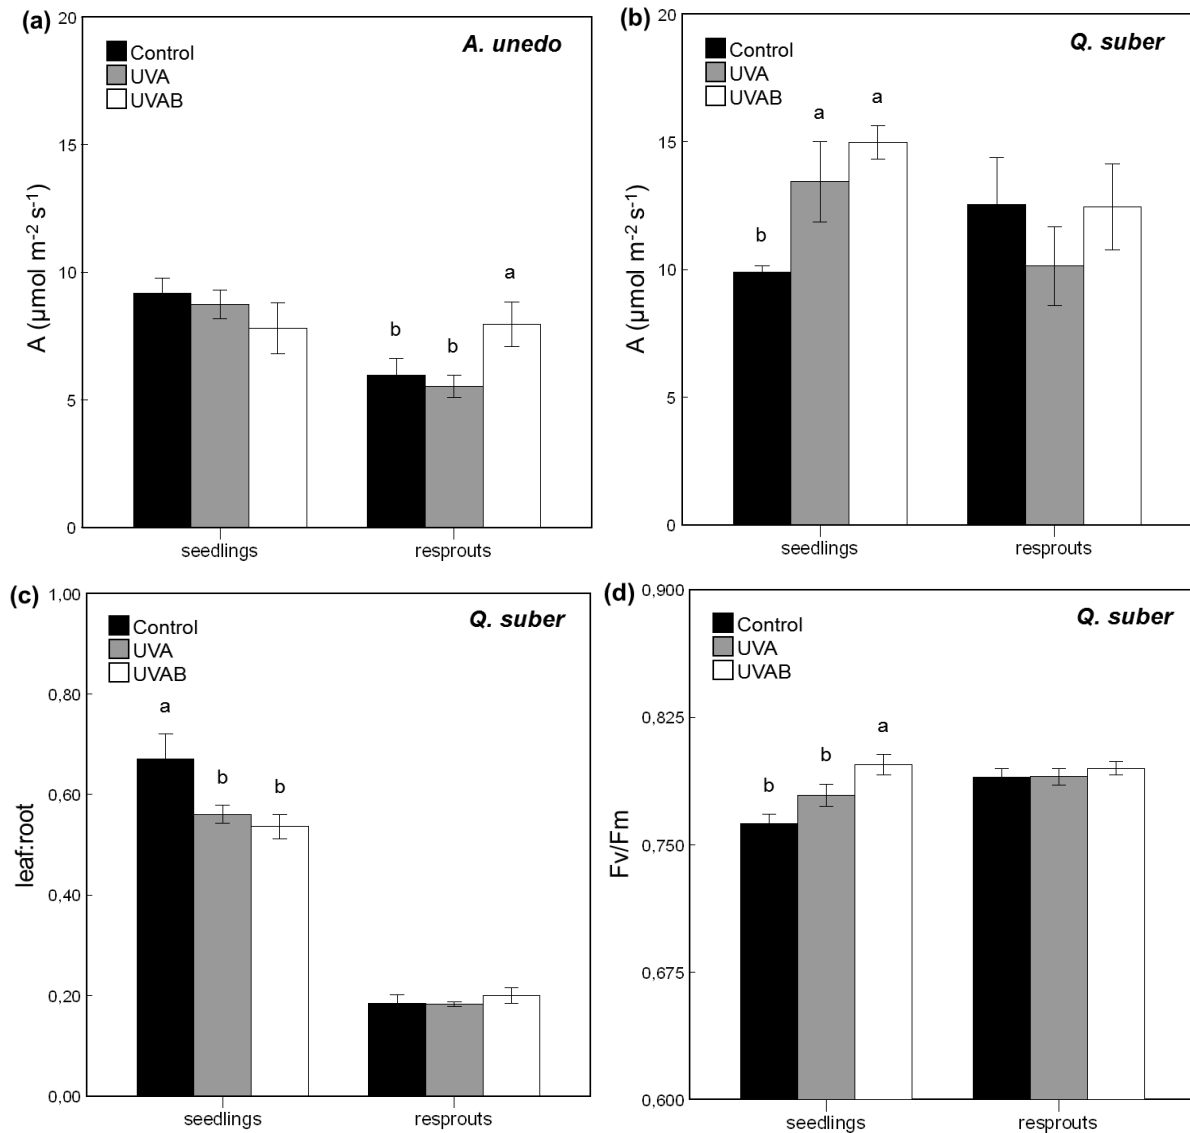 (a)
A. unedo
Control
UVA
UVAB
20
15
10
5
0
A (µmol m-2 s-1)
b
b
a
seedlings
resprouts
(b)
Q. suber
Control
UVA
UVAB
20
15
10
5
0
A (µmol m-2 s-1)
b
a
a
seedlings
resprouts
(c)
Q. suber
Control
UVA
UVAB
1,00
0,80
0,60
0,40
0,20
0,00
leaf:root
a
b
b
seedlings
resprouts
(d)
Q. suber
Control
UVA
UVAB
0,900
0,825
0,750
0,675
0,600
Fv/Fm
b
b
a
seedlings
resprouts